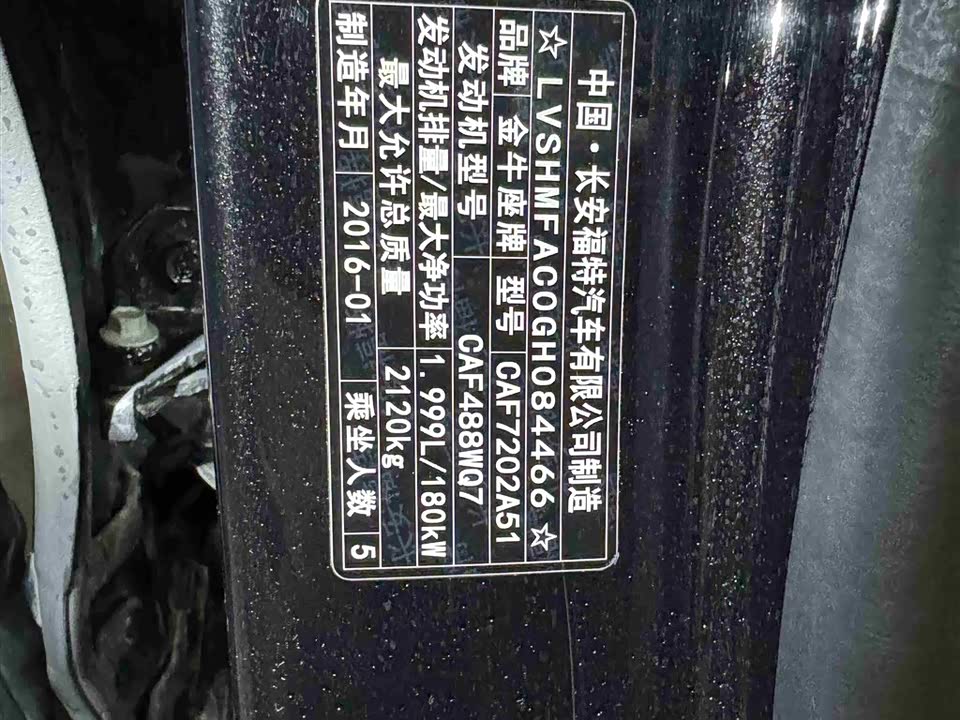 中国·长安福特汽车有限公司制造
☆LVSHMFAC0GH084466☆
品牌 金牛座牌 型号 CAF7202A51
发动机型号 CAF488WQ7
发动机排量/最大净功率 1.999L/180kW
最大允许总质量 2120kg
制造年月 2016-01 乘坐人数 5